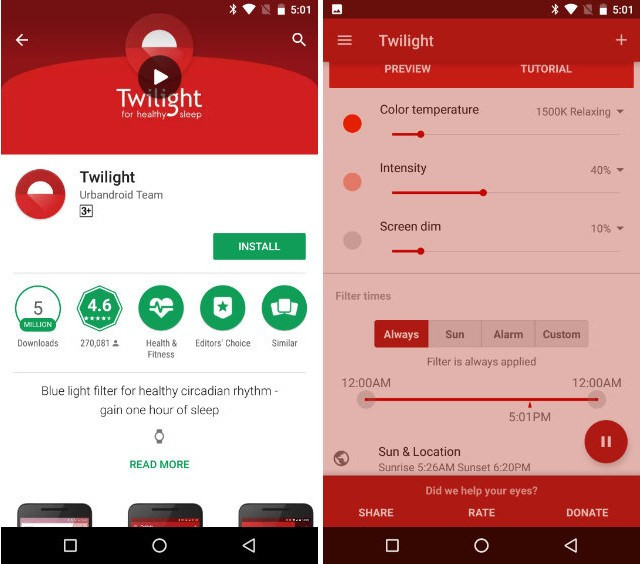 5:01
Twilight
for healthy sleep
Twilight
Urbandroid Team
3+
INSTALL
5
MILLION
Downloads
4.6
270,081
Health &
Fitness
Editors' Choice
Similar
Blue light filter for healthy circadian rhythm -
gain one hour of sleep
READ MORE
5:01
Twilight
PREVIEW
TUTORIAL
Color temperature
1500K Relaxing
Intensity
40%
Screen dim
10%
Filter times
Always
Sun
Alarm
Custom
Filter is always applied
12:00AM
12:00AM
5:01PM
Sun & Location
Sunrise 5:26AM Sunset 6:20PM
Did we help your eyes?
SHARE
RATE
DONATE